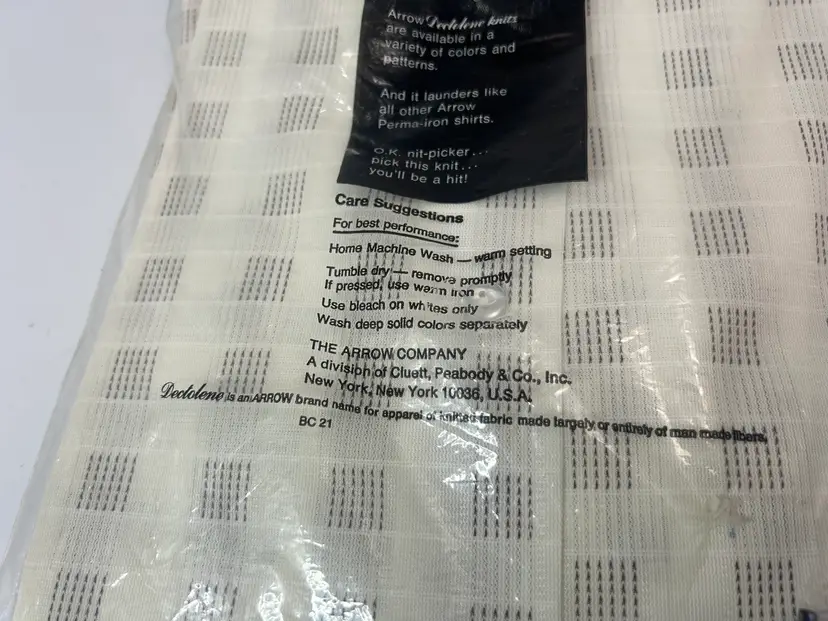 Arrow Dectolene knits
are available in a
variety of colors and
patterns.
And it launders like
all other Arrow
Perma-iron shirts.
O.K. nit-picker...
pick this knit...
you'll be a hit!
Care Suggestions
For best performance:
Home Machine Wash — warm setting
Tumble dry — remove promptly
If pressed, use warm iron
Use bleach on whites only
Wash deep solid colors separately
THE ARROW COMPANY
A division of Cluett, Peabody & Co., Inc.
New York, New York 10036, U.S.A.
Dectolene is an ARROW brand name for apparel of knitted fabric made largely or entirely of man made fibers.
BC 21